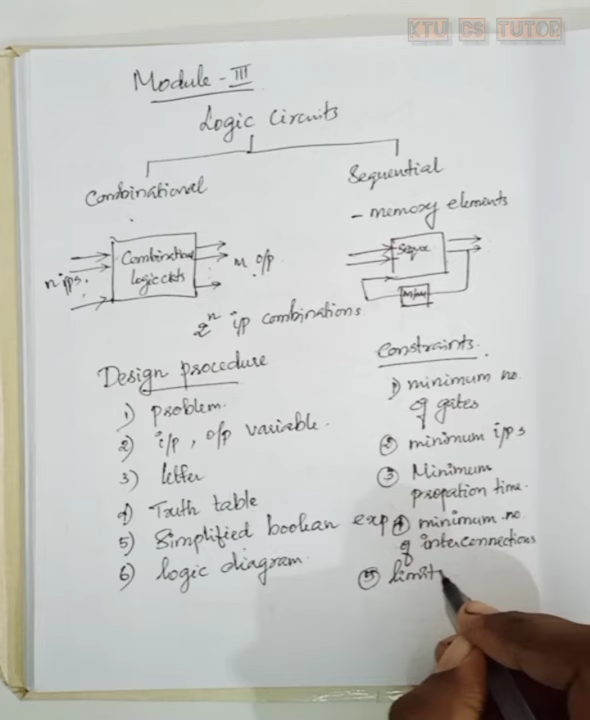 KTU CS TUTOR
Module - III
Logic Circuits
Combinational
Sequential
- memory elements
n i/ps.
Combination
logic ckts
m o/p
2^n i/p combinations
Design procedure
1) problem.
2) i/p, o/p variable.
3) letter
4) Truth table
5) Simplified boolean exp
6) logic diagram.
Constraints.
1) minimum no.
of gates
② minimum i/ps
③ Minimum
propation time.
④ minimum no.
of interconnections
⑤ limit